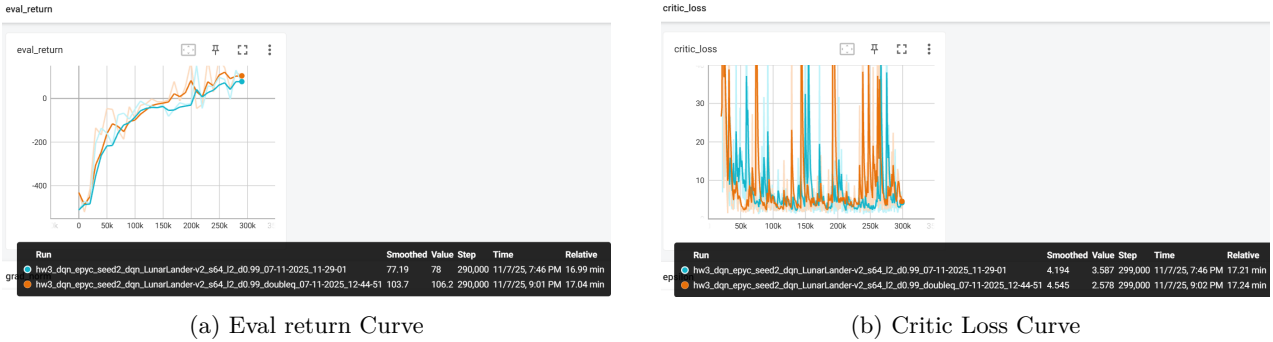 eval_return
eval_return
0
-200
-400
0 50k 100k 150k 200k 250k 300k
Run Smoothed Value Step Time Relative
hw3_dqn_epyc_seed2_dqn_LunarLander-v2_s64_l2_d0.99_07-11-2025_11-29-01 77.19 78 290,000 11/7/25, 7:46 PM 16.99 min
hw3_dqn_epyc_seed2_dqn_LunarLander-v2_s64_l2_d0.99_doubleq_07-11-2025_12-44-51 103.7 106.2 290,000 11/7/25, 9:01 PM 17.04 min
(a) Eval return Curve
critic_loss
critic_loss
30
20
10
50k 100k 150k 200k 250k 300k
Run Smoothed Value Step Time Relative
hw3_dqn_epyc_seed2_dqn_LunarLander-v2_s64_l2_d0.99_07-11-2025_11-29-01 4.194 3.587 299,000 11/7/25, 7:46 PM 17.21 min
hw3_dqn_epyc_seed2_dqn_LunarLander-v2_s64_l2_d0.99_doubleq_07-11-2025_12-44-51 4.545 2.578 299,000 11/7/25, 9:02 PM 17.24 min
(b) Critic Loss Curve